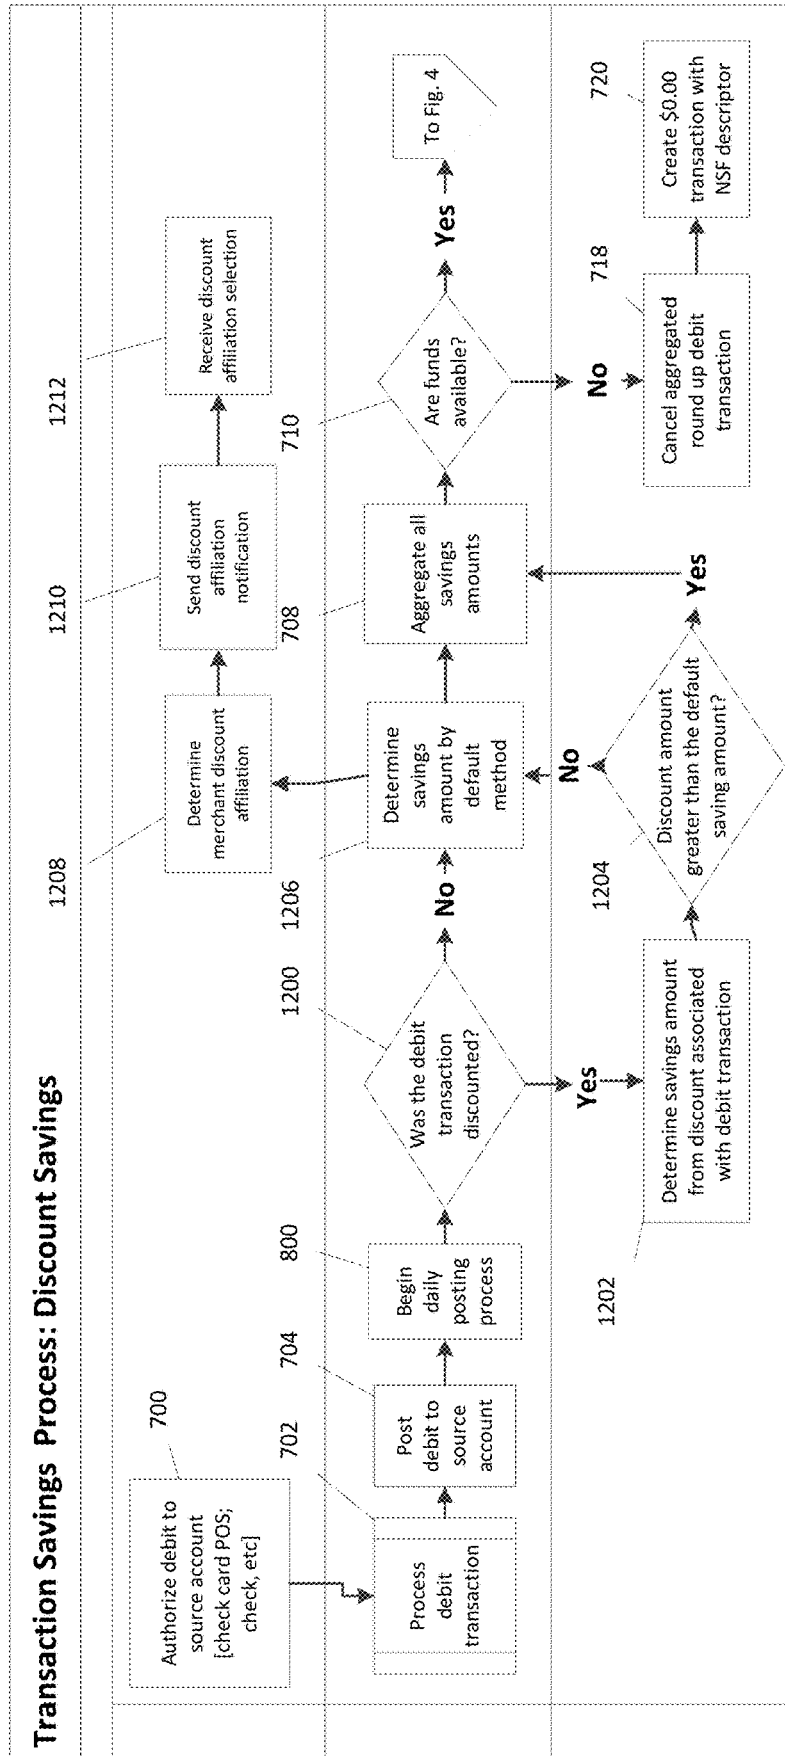 Transaction Savings Process: Discount Savings
700
Authorize debit to
source account
[check card POS;
check, etc]
702
Process
debit
transaction
704
Post
debit to
source
account
800
Begin
daily
posting
process
1200
Was the debit
transaction
discounted?
No
Yes
1202
Determine savings amount
from discount associated
with debit transaction
1204
Discount amount
greater than the default
saving amount?
No
Yes
1206
Determine
savings
amount by
default
method
1208
Determine
merchant discount
affiliation
1210
Send discount
affiliation
notification
1212
Receive discount
affiliation selection
708
Aggregate all
savings
amounts
710
Are funds
available?
Yes
To Fig. 4
No
718
Cancel aggregated
round up debit
transaction
720
Create $0.00
transaction with
NSF descriptor